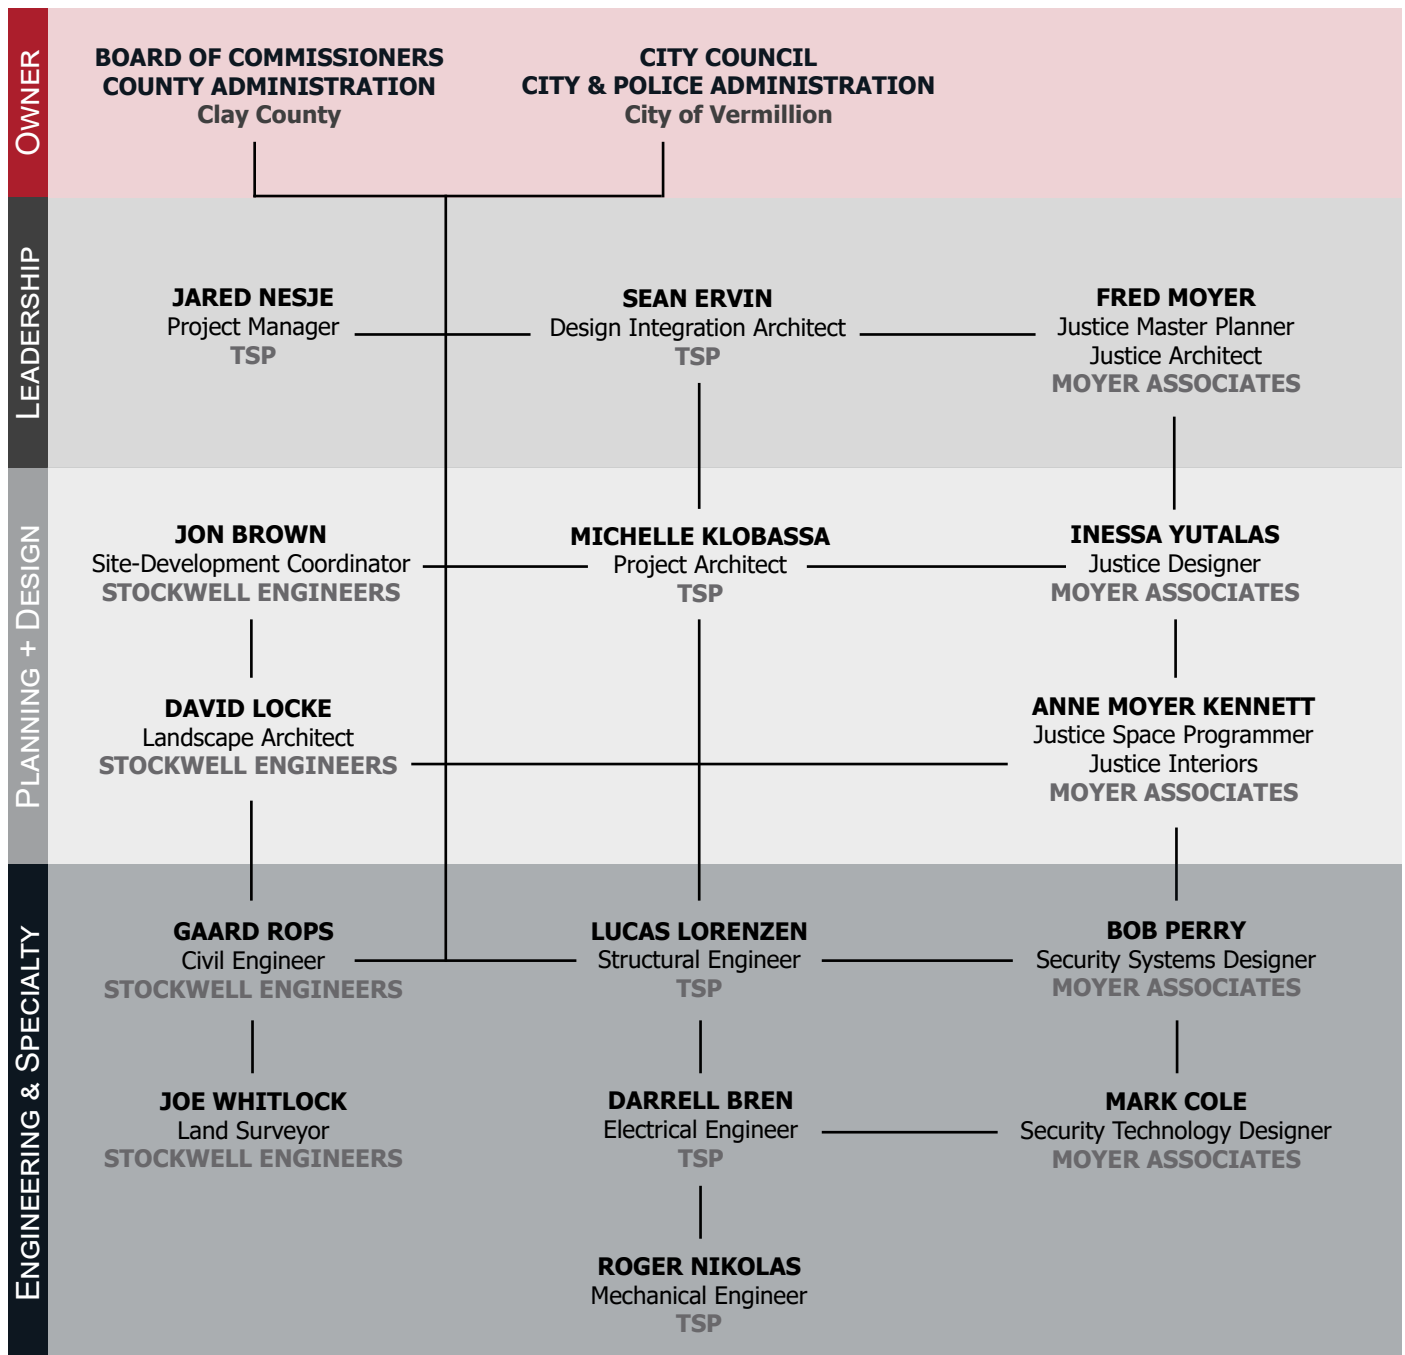 OWNER
BOARD OF COMMISSIONERS
COUNTY ADMINISTRATION
Clay County
CITY COUNCIL
CITY & POLICE ADMINISTRATION
City of Vermillion
LEADERSHIP
JARED NESJE
Project Manager
TSP
SEAN ERVIN
Design Integration Architect
TSP
FRED MOYER
Justice Master Planner
Justice Architect
MOYER ASSOCIATES
PLANNING + DESIGN
JON BROWN
Site-Development Coordinator
STOCKWELL ENGINEERS
MICHELLE KLOBASSA
Project Architect
TSP
INESSA YUTALAS
Justice Designer
MOYER ASSOCIATES
DAVID LOCKE
Landscape Architect
STOCKWELL ENGINEERS
ANNE MOYER KENNETT
Justice Space Programmer
Justice Interiors
MOYER ASSOCIATES
ENGINEERING & SPECIALTY
GAARD ROPS
Civil Engineer
STOCKWELL ENGINEERS
LUCAS LORENZEN
Structural Engineer
TSP
BOB PERRY
Security Systems Designer
MOYER ASSOCIATES
JOE WHITLOCK
Land Surveyor
STOCKWELL ENGINEERS
DARRELL BREN
Electrical Engineer
TSP
MARK COLE
Security Technology Designer
MOYER ASSOCIATES
ROGER NIKOLAS
Mechanical Engineer
TSP